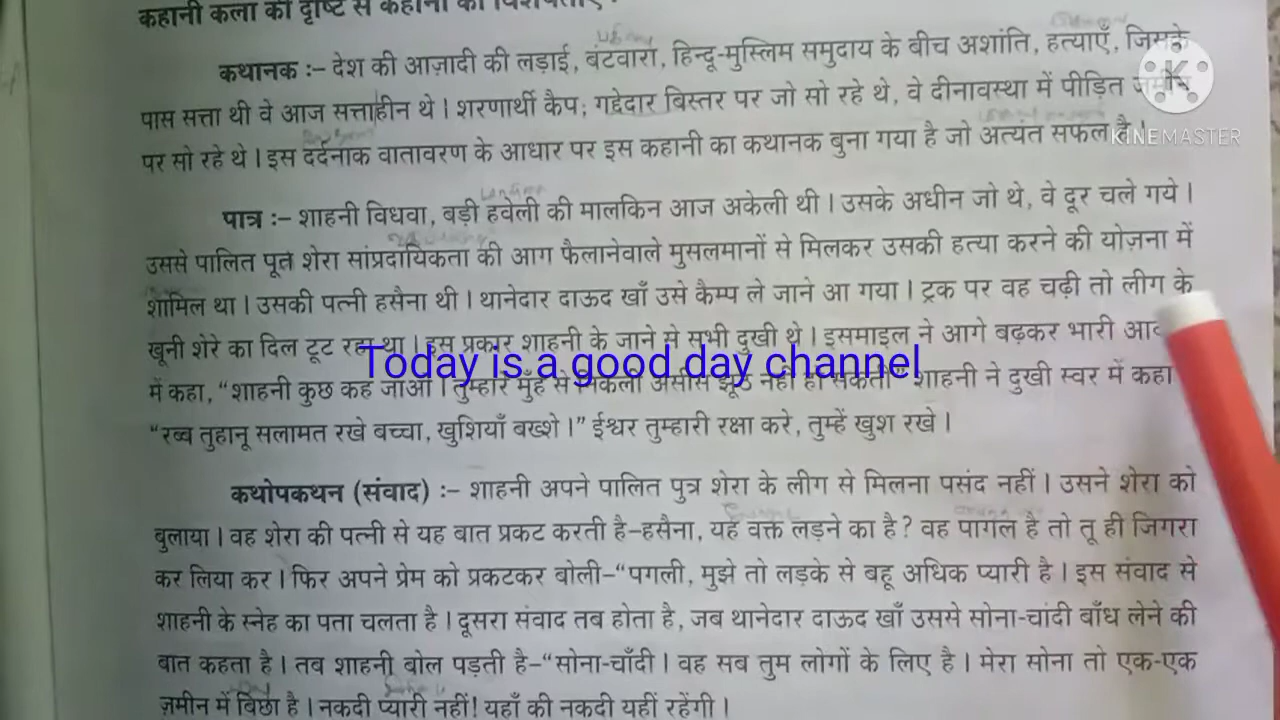 कहानी कला की दृष्टि से कहानी की विशेषताएँ :
कथानक :– देश की आज़ादी की लड़ाई, बंटवारा, हिन्दू-मुस्लिम समुदाय के बीच अशांति, हत्याएँ, जिसके
पास सत्ता थी वे आज सत्ताहीन थे । शरणार्थी कैप; गद्देदार बिस्तर पर जो सो रहे थे, वे दीनावस्था में पीड़ित ज़मीन
KINEMASTER
पर सो रहे थे । इस दर्दनाक वातावरण के आधार पर इस कहानी का कथानक बुना गया है जो अत्यंत सफल है ।
पात्र :– शाहनी विधवा, बड़ी हवेली की मालकिन आज अकेली थी । उसके अधीन जो थे, वे दूर चले गये ।
उससे पालित पूत्र शेरा सांप्रदायिकता की आग फैलानेवाले मुसलमानों से मिलकर उसकी हत्या करने की योज़ना में
शामिल था । उसकी पत्नी हसैना थी । थानेदार दाऊद खाँ उसे कैम्प ले जाने आ गया । ट्रक पर वह चढ़ी तो लीग के
खूनी शेरे का दिल टूट रहा था । इस प्रकार शाहनी के जाने से सभी दुखी थे । इसमाइल ने आगे बढ़कर भारी
Today is a good day channel
में कहा, “शाहनी कुछ कह जाओ । तुम्हारे मुँह से निकली असीस झूठ नहीं हो सकती” शाहनी ने दुखी स्वर में कहा
“रब्ब तुहानू सलामत रखे बच्चा, खुशियाँ बख्शे ।” ईश्वर तुम्हारी रक्षा करे, तुम्हें खुश रखे ।
कथोपकथन (संवाद) :– शाहनी अपने पालित पुत्र शेरा के लीग से मिलना पसंद नहीं । उसने शेरा को
बुलाया । वह शेरा की पत्नी से यह बात प्रकट करती है–हसैना, यह वक्त लड़ने का है ? वह पागल है तो तू ही जिगरा
कर लिया कर । फिर अपने प्रेम को प्रकटकर बोली–“पगली, मुझे तो लड़के से बहू अधिक प्यारी है । इस संवाद से
शाहनी के स्नेह का पता चलता है । दूसरा संवाद तब होता है, जब थानेदार दाऊद खाँ उससे सोना-चांदी बाँध लेने की
बात कहता है । तब शाहनी बोल पड़ती है–“सोना-चाँदी । वह सब तुम लोगों के लिए है । मेरा सोना तो एक-एक
ज़मीन में बिछा है । नकदी प्यारी नहीं! यहाँ की नकदी यहीं रहेंगी ।